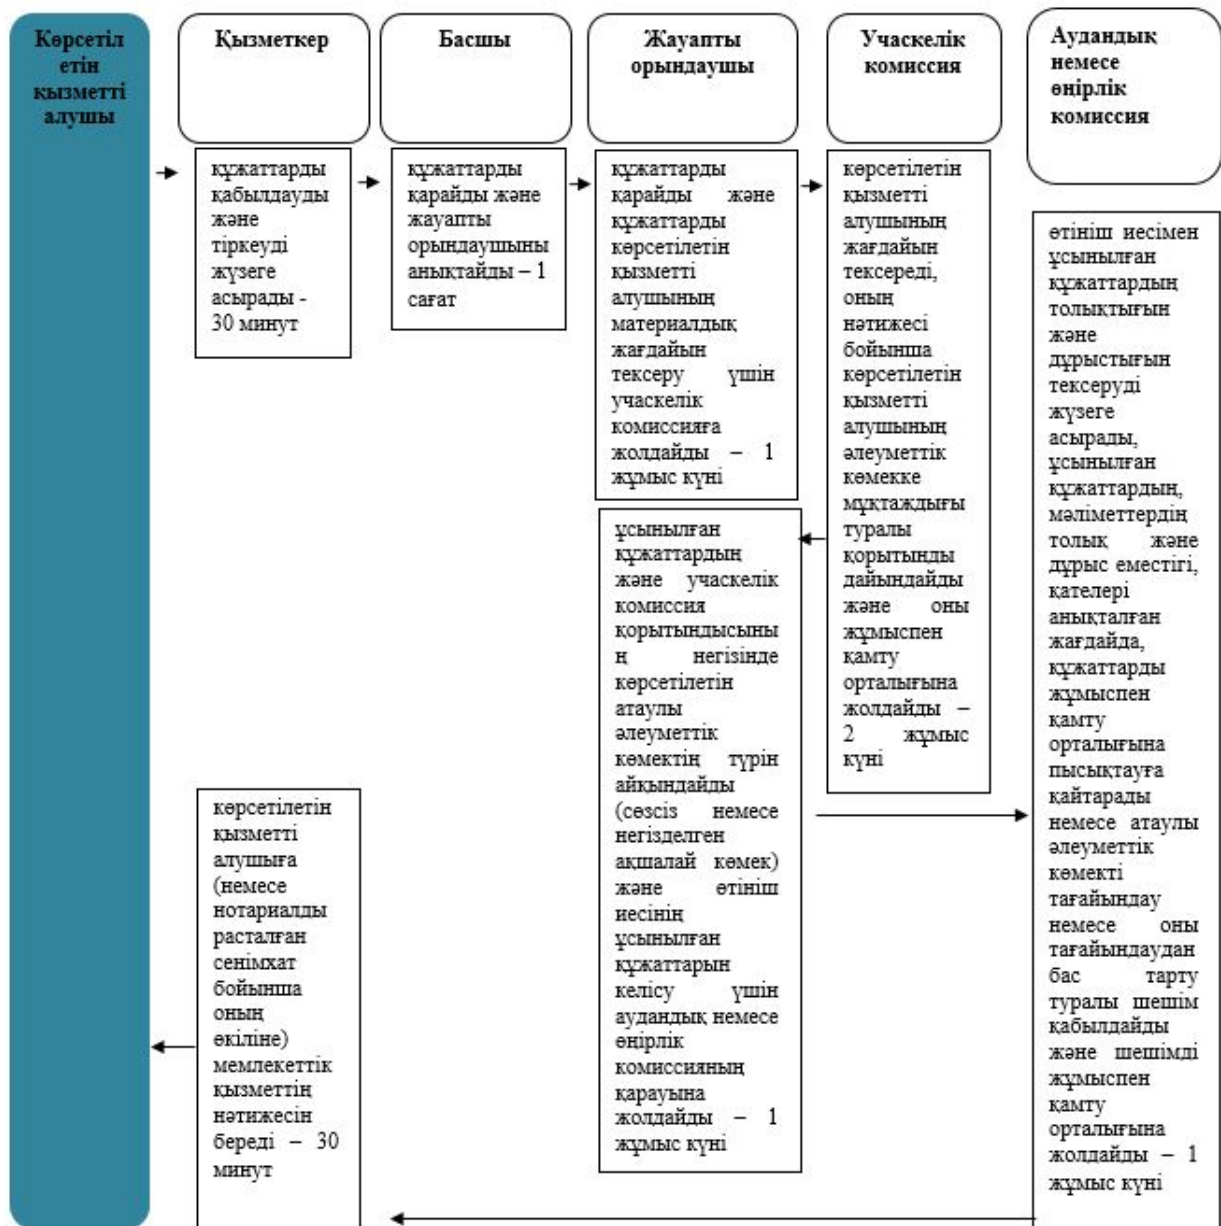 Көрсетіл
етін
қызметті
алушы
Қызметкер
Басшы
Жауапты
орындаушы
Учаскелік
комиссия
Аудандық
немесе
өңірлік
комиссия
құжаттарды
қабылдауды
және
тіркеуді
жүзеге
асырады -
30 минут
құжаттарды
қарайды және
жауапты
орындаушыны
анықтайды – 1
сағат
құжаттарды
қарайды және
құжаттарды
көрсетілетін
қызметті
алушының
материалдық
жағдайын
тексеру үшін
учаскелік
комиссияға
жолдайды – 1
жұмыс күні
көрсетілетін
қызметті
алушының
жағдайын
тексереді,
оның
нәтижесі
бойынша
көрсетілетін
қызметті
алушының
әлеуметтік
көмекке
мұқтаждығы
туралы
қорытынды
дайындайды
және оны
жұмыспен
қамту
орталығына
жолдайды –
2 жұмыс
күні
ұсынылған
құжаттардың
және учаскелік
комиссия
қорытындысыны
ң негізінде
көрсетілетін
атаулы
әлеуметтік
көмектің түрін
айқындайды
(сөзсіз немесе
негізделген
ақшалай көмек)
және өтініш
иесінің
ұсынылған
құжаттарын
келісу үшін
аудандық немесе
өңірлік
комиссияның
қарауына
жолдайды – 1
жұмыс күні
өтініш иесімен
ұсынылған
құжаттардың
толықтығын
және
дұрыстығын
тексеруді
жүзеге
асырады,
ұсынылған
құжаттардың,
мәліметтердің
толық және
дұрыс еместігі,
қателері
анықталған
жағдайда,
құжаттарды
жұмыспен
қамту
орталығына
пысықтауға
қайтарады
немесе атаулы
әлеуметтік
көмекті
тағайындау
немесе оны
тағайындаудан
бас тарту
туралы шешім
қабылдайды
және шешімді
жұмыспен
қамту
орталығына
жолдайды – 1
жұмыс күні
көрсетілетін
қызметті
алушыға
(немесе
нотариалды
расталған
сенімхат
бойынша
оның
өкіліне)
мемлекеттік
қызметтің
нәтижесін
береді – 30
минут